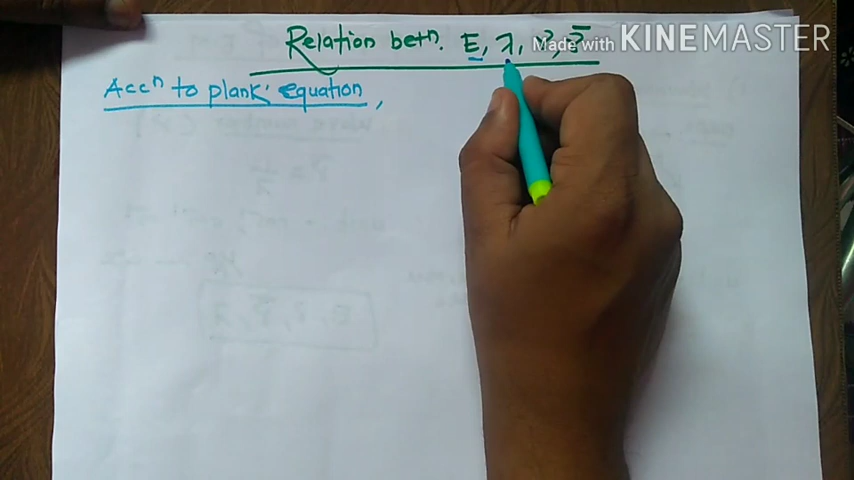 Relation betⁿ. E, λ, ν, ν̄
Made with KINEMASTER
Accⁿ to plank' equation,